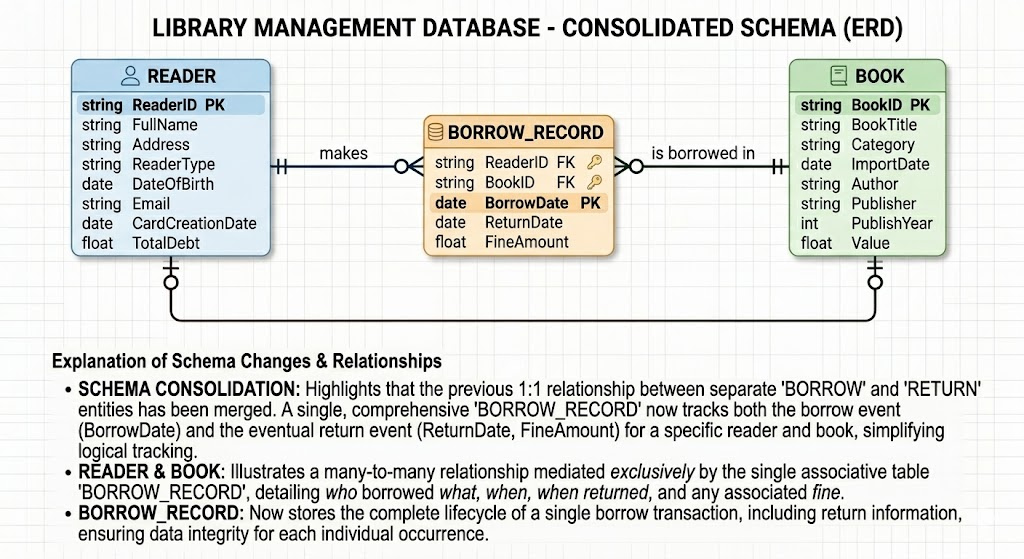 LIBRARY MANAGEMENT DATABASE - CONSOLIDATED SCHEMA (ERD)
READER
string ReaderID PK
string FullName
string Address
string ReaderType
date DateOfBirth
string Email
date CardCreationDate
float TotalDebt
makes
BORROW_RECORD
string ReaderID FK
string BookID FK
date BorrowDate PK
date ReturnDate
float FineAmount
is borrowed in
BOOK
string BookID PK
string BookTitle
string Category
date ImportDate
string Author
string Publisher
int PublishYear
float Value
Explanation of Schema Changes & Relationships
• SCHEMA CONSOLIDATION: Highlights that the previous 1:1 relationship between separate 'BORROW' and 'RETURN'
entities has been merged. A single, comprehensive 'BORROW_RECORD' now tracks both the borrow event
(BorrowDate) and the eventual return event (ReturnDate, FineAmount) for a specific reader and book, simplifying
logical tracking.
• READER & BOOK: Illustrates a many-to-many relationship mediated exclusively by the single associative table
'BORROW_RECORD', detailing who borrowed what, when, when returned, and any associated fine.
• BORROW_RECORD: Now stores the complete lifecycle of a single borrow transaction, including return information,
ensuring data integrity for each individual occurrence.